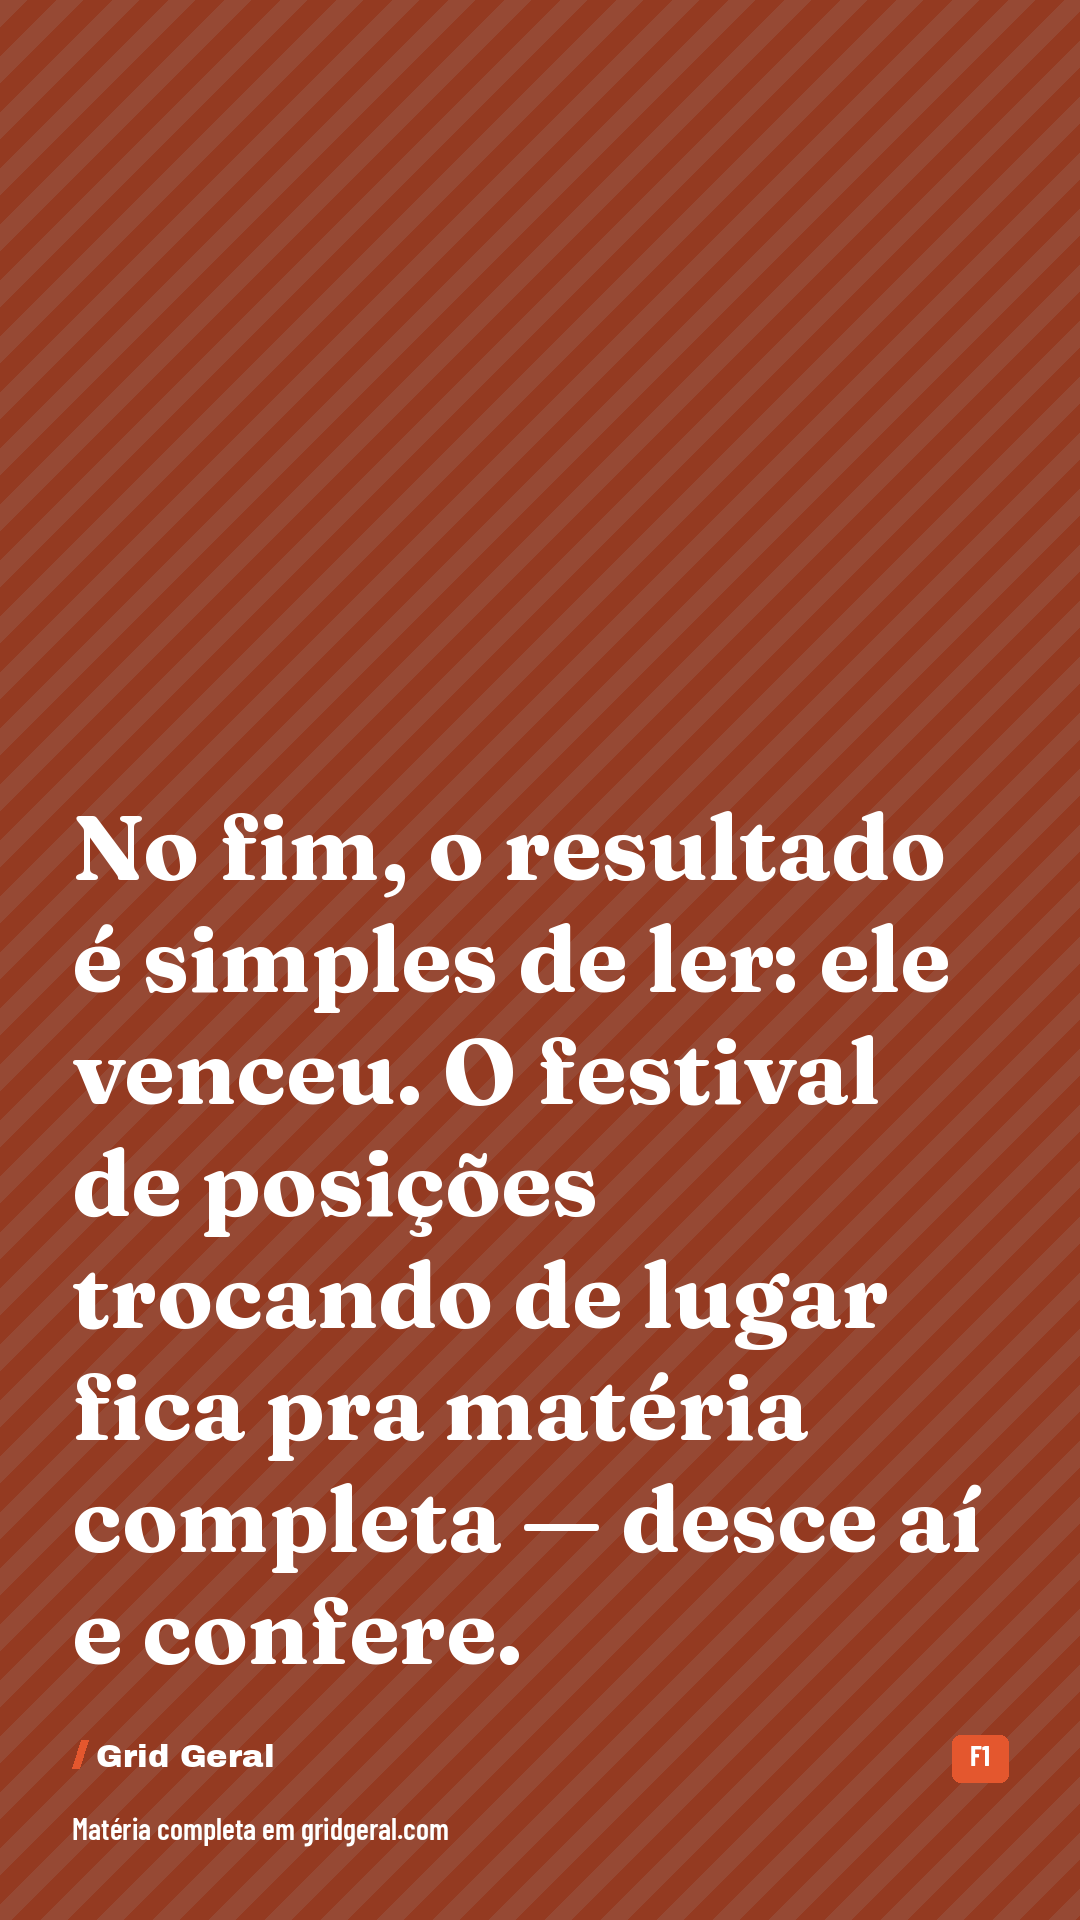 No fim, o resultado
é simples de ler: ele
venceu. O festival
de posições
trocando de lugar
fica pra matéria
completa — desce aí
e confere.
/ Grid Geral
F1
Matéria completa em gridgeral.com